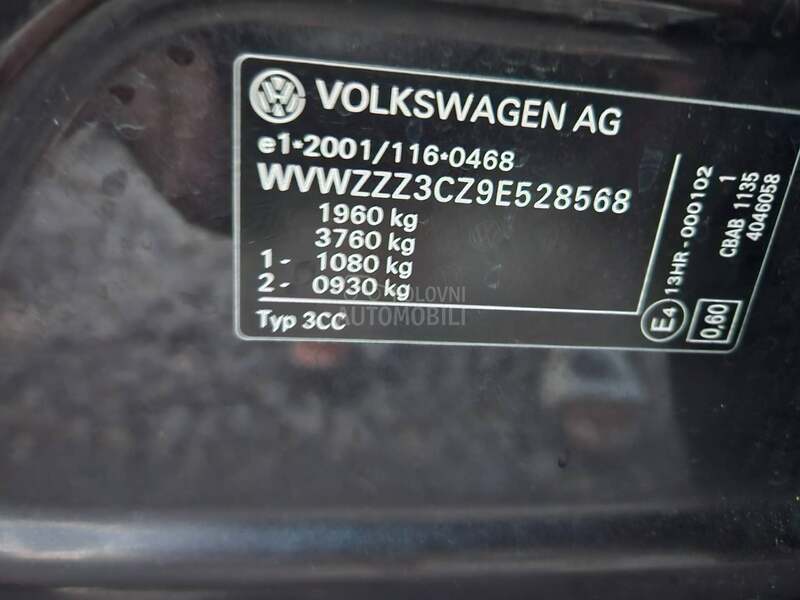 VOLKSWAGEN AG
e1*2001/116*0468
WVWZZZ3CZ9E528568
1960 kg
3760 kg
1 - 1080 kg
2 - 0930 kg
Typ 3CC
E4
13HR - 000102
1
CBAB 1135
4046058
0,60
POLOVNI
AUTOMOBILI